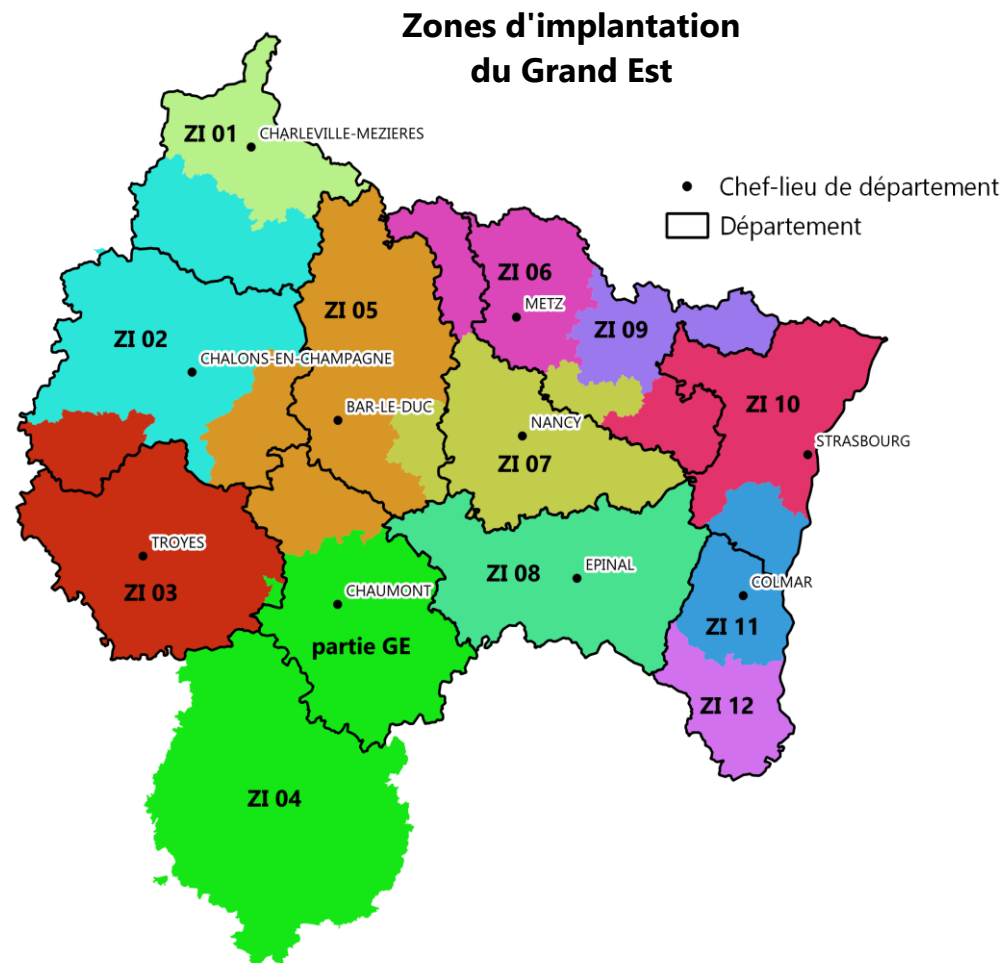 Zones d'implantation
du Grand Est
ZI 01
CHARLEVILLE-MEZIERES
Chef-lieu de département
Département
ZI 06
METZ
ZI 05
ZI 09
ZI 02
CHALONS-EN-CHAMPAGNE
BAR-LE-DUC
ZI 10
NANCY
STRASBOURG
ZI 07
TROYES
ZI 03
CHAUMONT
ZI 08
EPINAL
COLMAR
ZI 11
partie GE
ZI 12
ZI 04